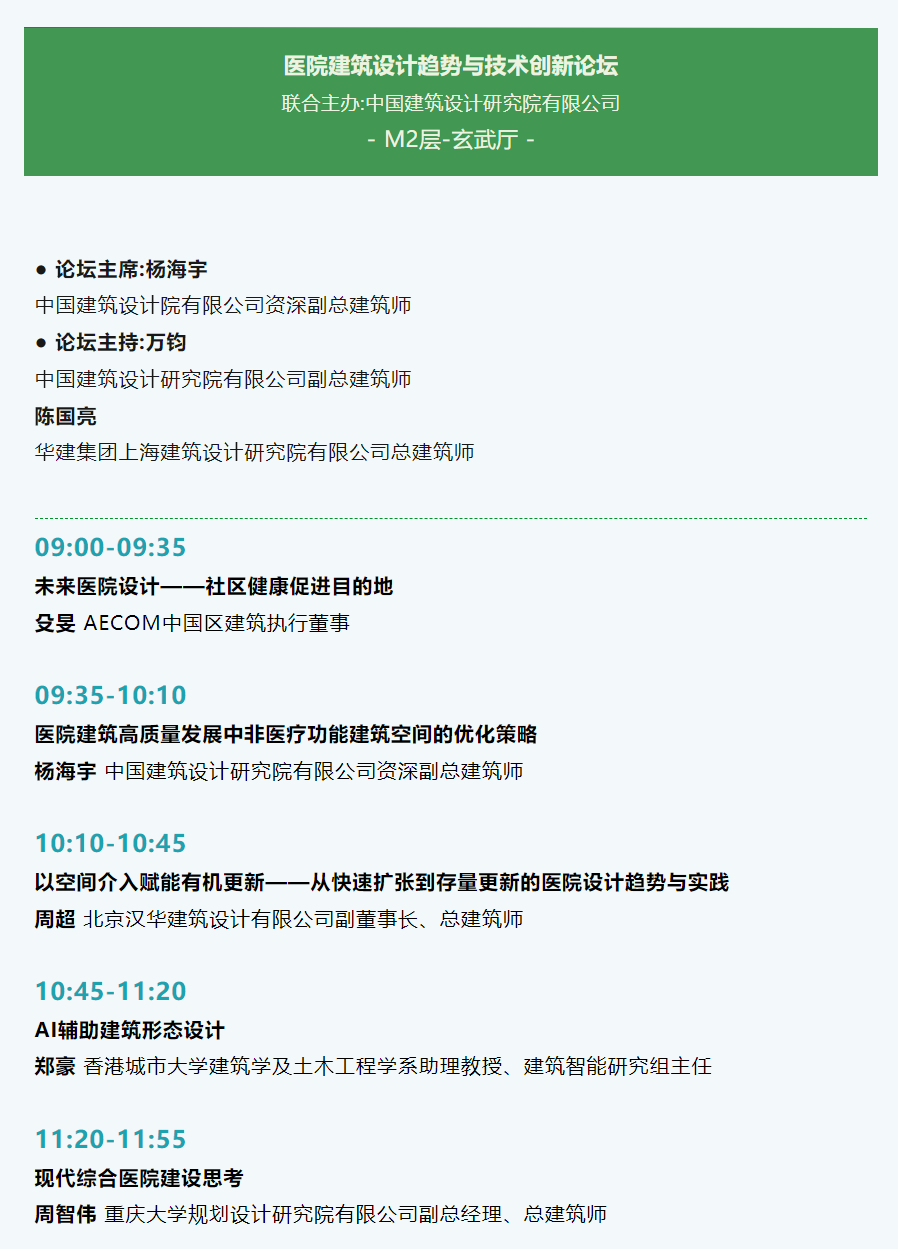 医院建筑设计趋势与技术创新论坛
联合主办:中国建筑设计研究院有限公司
- M2层-玄武厅 -
● 论坛主席:杨海宇
中国建筑设计院有限公司资深副总建筑师
● 论坛主持:万钧
中国建筑设计研究院有限公司副总建筑师
陈国亮
华建集团上海建筑设计研究院有限公司总建筑师
09:00-09:35
未来医院设计——社区健康促进目的地
殳旻 AECOM中国区建筑执行董事
09:35-10:10
医院建筑高质量发展中非医疗功能建筑空间的优化策略
杨海宇 中国建筑设计研究院有限公司资深副总建筑师
10:10-10:45
以空间介入赋能有机更新——从快速扩张到存量更新的医院设计趋势与实践
周超 北京汉华建筑设计有限公司副董事长、总建筑师
10:45-11:20
AI辅助建筑形态设计
郑豪 香港城市大学建筑学及土木工程学系助理教授、建筑智能研究组主任
11:20-11:55
现代综合医院建设思考
周智伟 重庆大学规划设计研究院有限公司副总经理、总建筑师